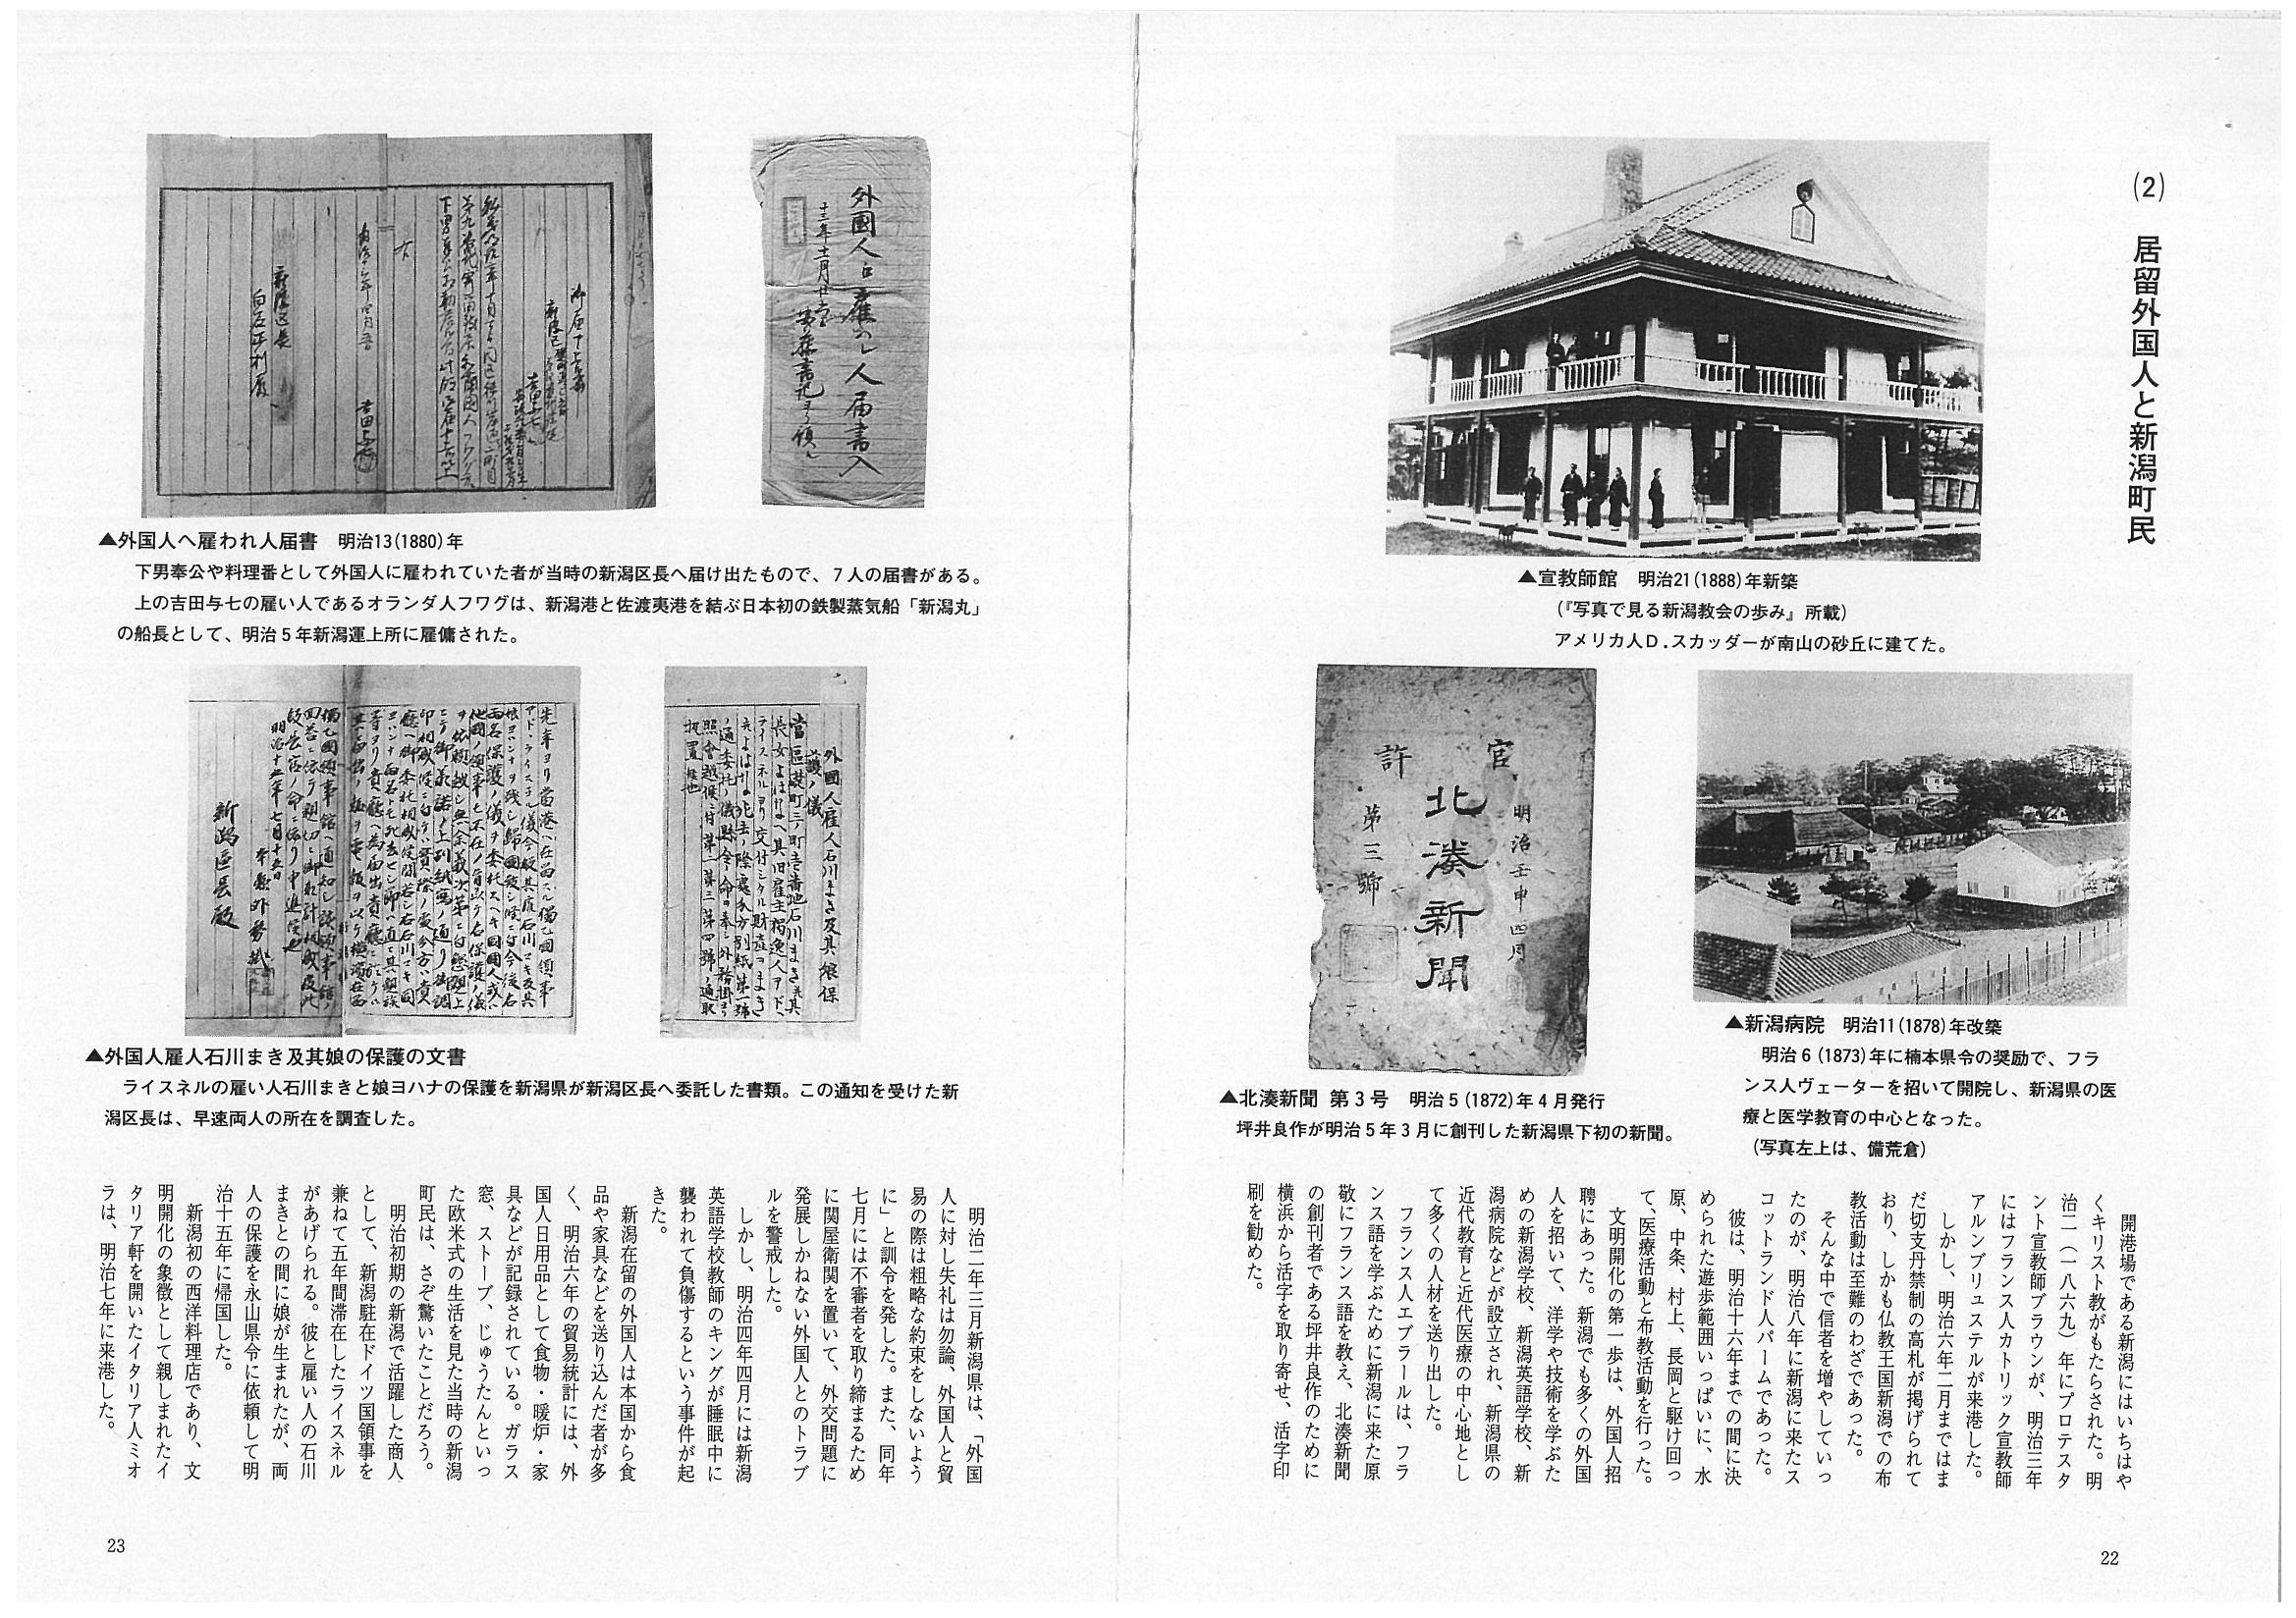 (2) 居留外国人と新潟町民
▲宣教師館 明治21(1888)年新築
(『写真で見る新潟教会の歩み』所載)
アメリカ人D.スカッダーが南山の砂丘に建てた。
▲新潟病院 明治11(1878)年改築
明治6(1873)年に楠本県令の奨励で、フラ
ンス人ヴェーターを招いて開院し、新潟県の医
療と医学教育の中心となった。
(写真左上は、備荒倉)
官許
明治壬申四月
北湊新聞
第三號
▲北湊新聞 第3号 明治5(1872)年4月発行
坪井良作が明治5年3月に創刊した新潟県下初の新聞。
開港場である新潟にはいちはや
くキリスト教がもたらされた。明
治二(一八六九)年にプロテスタ
ント宣教師ブラウンが、明治三年
にはフランス人カトリック宣教師
アルンブリュステルが来港した。
しかし、明治六年二月まではま
だ切支丹禁制の高札が掲げられて
おり、しかも仏教王国新潟での布
教活動は至難のわざであった。
そんな中で信者を増やしていっ
たのが、明治八年に新潟に来たス
コットランド人パームであった。
彼は、明治十六年までの間に決
められた遊歩範囲いっぱいに、水
原、中条、村上、長岡と駆け回っ
て、医療活動と布教活動を行った。
文明開化の第一歩は、外国人招
聘にあった。新潟でも多くの外国
人を招いて、洋学や技術を学ぶた
めの新潟学校、新潟英語学校、新
潟病院などが設立され、新潟県の
近代教育と近代医療の中心地とし
て多くの人材を送り出した。
フランス人エブラールは、フラ
ンス語を学ぶために新潟に来た原
敬にフランス語を教え、北湊新聞
の創刊者である坪井良作のために
横浜から活字を取り寄せ、活字印
刷を勧めた。
22
外國人江雇ハレ人届書入
▲外国人へ雇われ人届書 明治13(1880)年
下男奉公や料理番として外国人に雇われていた者が当時の新潟区長へ届け出たもので、7人の届書がある。
上の吉田与七の雇い人であるオランダ人フワグは、新潟港と佐渡夷港を結ぶ日本初の鉄製蒸気船「新潟丸」
の船長として、明治5年新潟運上所に雇傭された。
外國人雇人石川まき及其娘保
護ノ儀
明治十五年七月十五日
本縣外務掛
新潟區長殿
▲外国人雇人石川まき及其娘の保護の文書
ライスネルの雇い人石川まきと娘ヨハナの保護を新潟県が新潟区長へ委託した書類。この通知を受けた新
潟区長は、早速両人の所在を調査した。
明治二年三月新潟県は、「外国
人に対し失礼は勿論、外国人と貿
易の際は粗略な約束をしないよう
に」と訓令を発した。また、同年
七月には不審者を取り締まるため
に関屋衛関を置いて、外交問題に
発展しかねない外国人とのトラブ
ルを警戒した。
しかし、明治四年四月には新潟
英語学校教師のキングが睡眠中に
襲われて負傷するという事件が起
きた。
新潟在留の外国人は本国から食
品や家具などを送り込んだ者が多
く、明治六年の貿易統計には、外
国人日用品として食物・暖炉・家
具などが記録されている。ガラス
窓、ストーブ、じゅうたんといっ
た欧米式の生活を見た当時の新潟
町民は、さぞ驚いたことだろう。
明治初期の新潟で活躍した商人
として、新潟駐在ドイツ国領事を
兼ねて五年間滞在したライスネル
があげられる。彼と雇い人の石川
まきとの間に娘が生まれたが、両
人の保護を永山県令に依頼して明
治十五年に帰国した。
新潟初の西洋料理店であり、文
明開化の象徴として親しまれたイ
タリア軒を開いたイタリア人ミオ
ラは、明治七年に来港した。
23